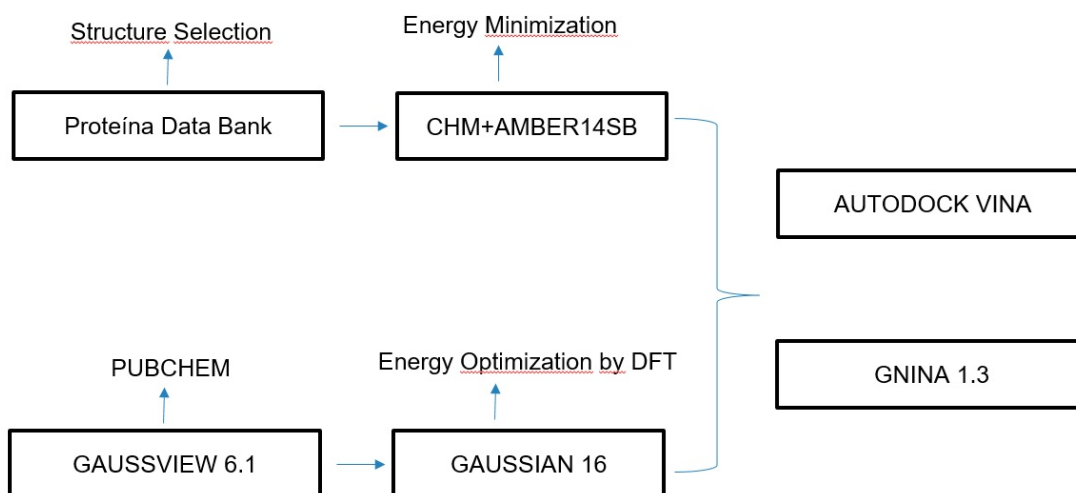 Structure Selection
Energy Minimization
Proteína Data Bank
CHM+AMBER14SB
AUTODOCK VINA
PUBCHEM
Energy Optimization by DFT
GNINA 1.3
GAUSSVIEW 6.1
GAUSSIAN 16